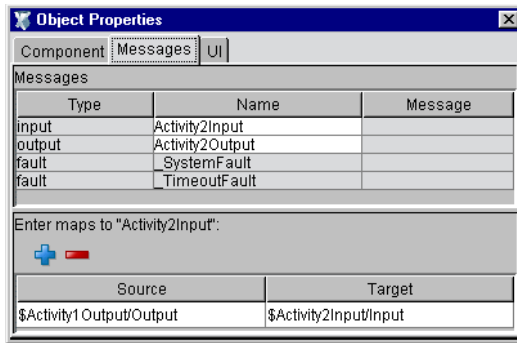 Object Properties
Component Messages UI
Messages
Type Name Message
input Activity2Input
output Activity2Output
fault _SystemFault
fault _TimeoutFault
Enter maps to "Activity2Input":
Source Target
$Activity1Output/Output $Activity2Input/Input